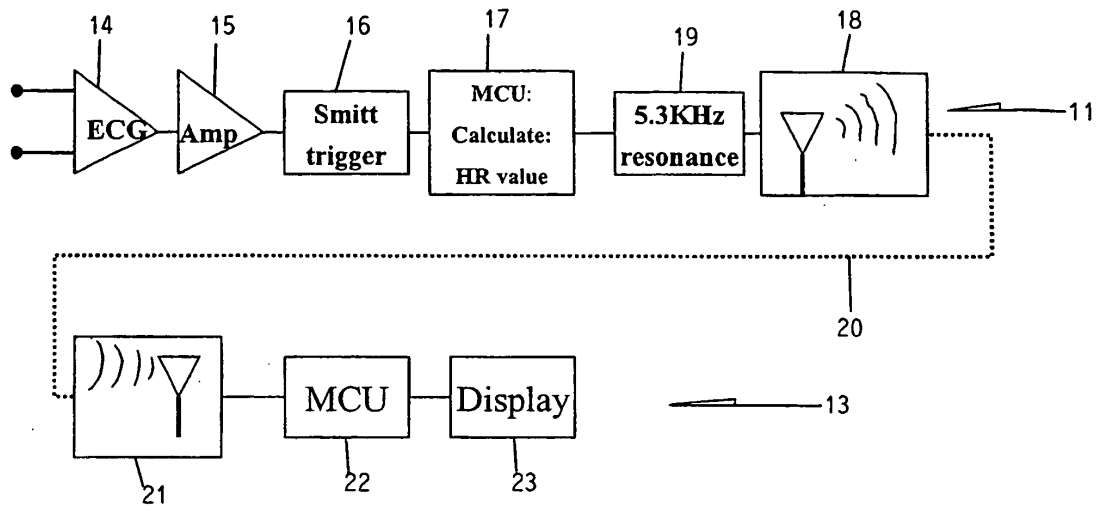 14
15
16
17
19
18
ECG
Amp
Smitt
trigger
MCU:
Calculate:
HR value
5.3KHz
resonance
11
20
MCU
Display
13
21
22
23